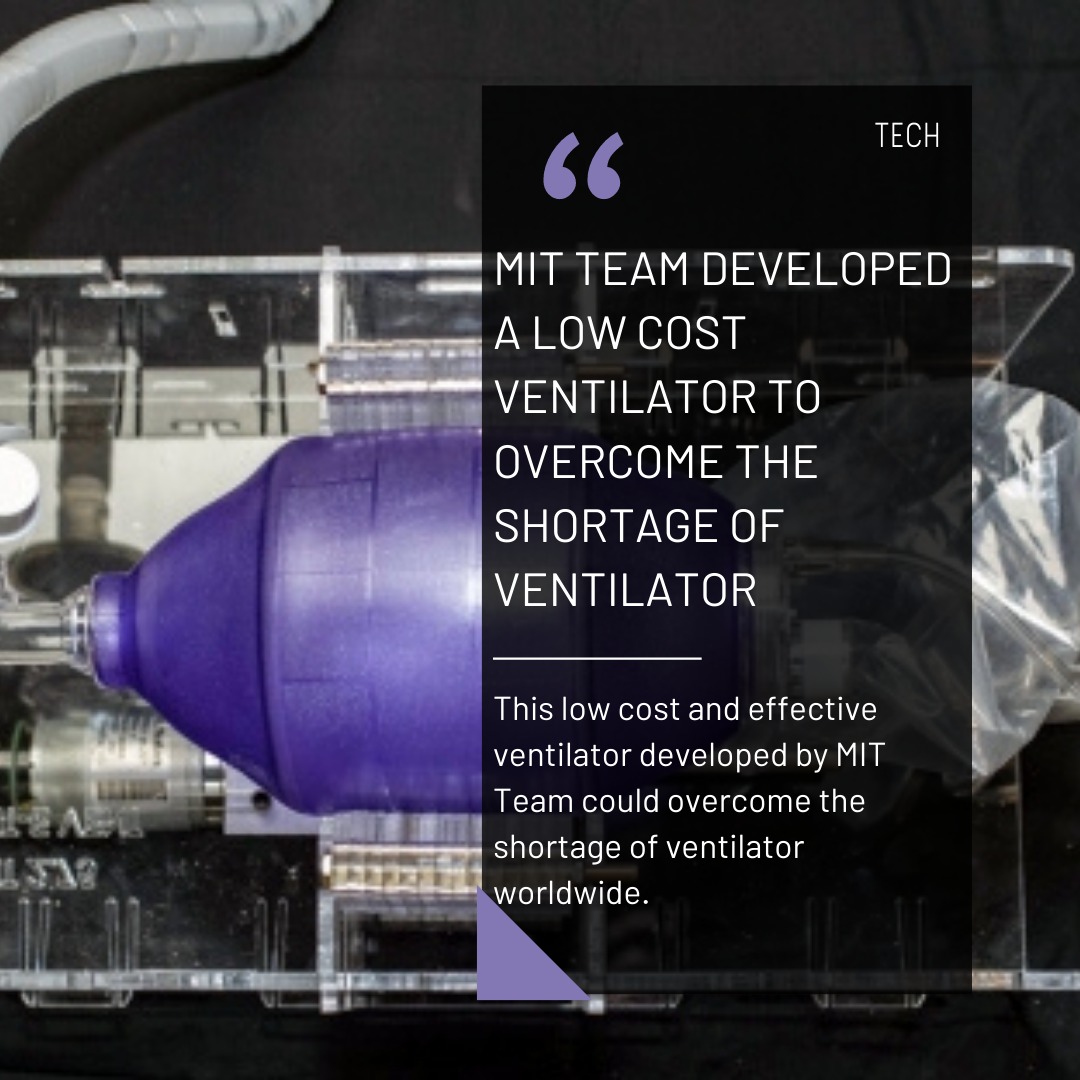 TECH
“
MIT TEAM DEVELOPED
A LOW COST
VENTILATOR TO
OVERCOME THE
SHORTAGE OF
VENTILATOR
This low cost and effective
ventilator developed by MIT
Team could overcome the
shortage of ventilator
worldwide.